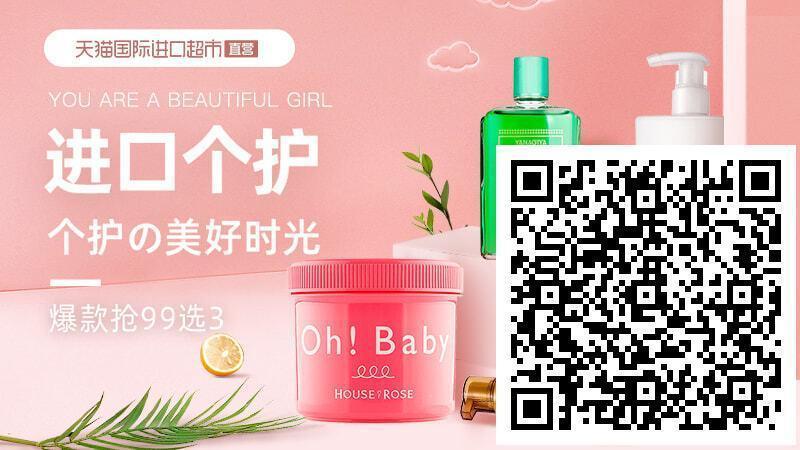 天猫国际进口超市 直营
YOU ARE A BEAUTIFUL GIRL
进口个护
个护の美好时光
爆款抢99选3
YANAGIYA
Oh! Baby
HOUSE OF ROSE